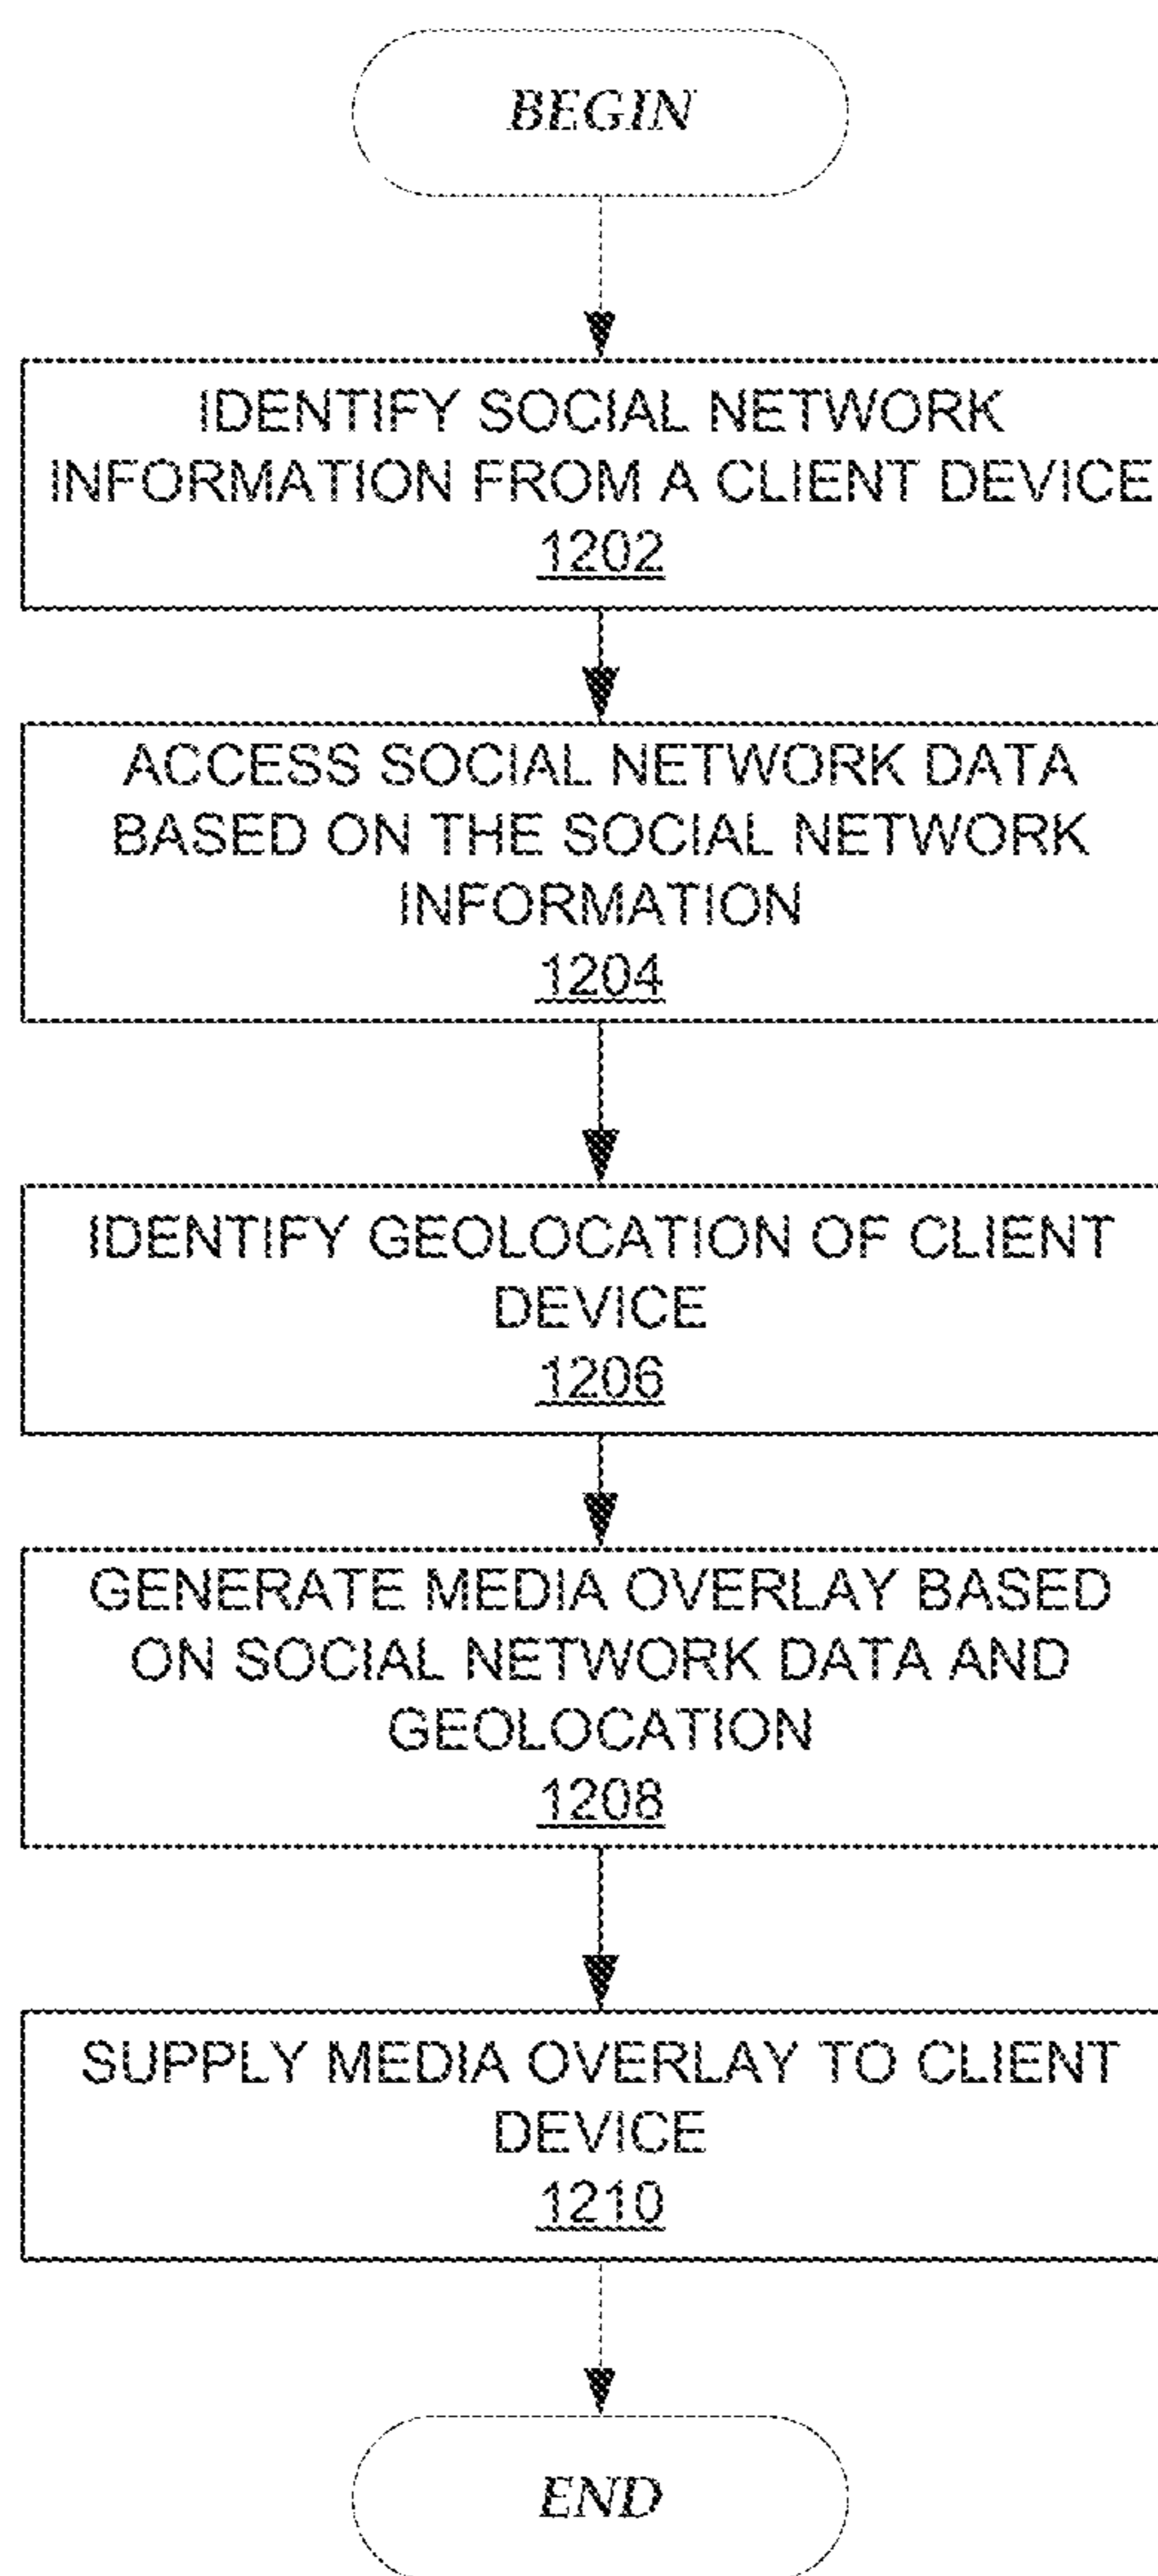 BEGIN
IDENTIFY SOCIAL NETWORK
INFORMATION FROM A CLIENT DEVICE
1202
ACCESS SOCIAL NETWORK DATA
BASED ON THE SOCIAL NETWORK
INFORMATION
1204
IDENTIFY GEOLOCATION OF CLIENT
DEVICE
1206
GENERATE MEDIA OVERLAY BASED
ON SOCIAL NETWORK DATA AND
GEOLOCATION
1208
SUPPLY MEDIA OVERLAY TO CLIENT
DEVICE
1210
END